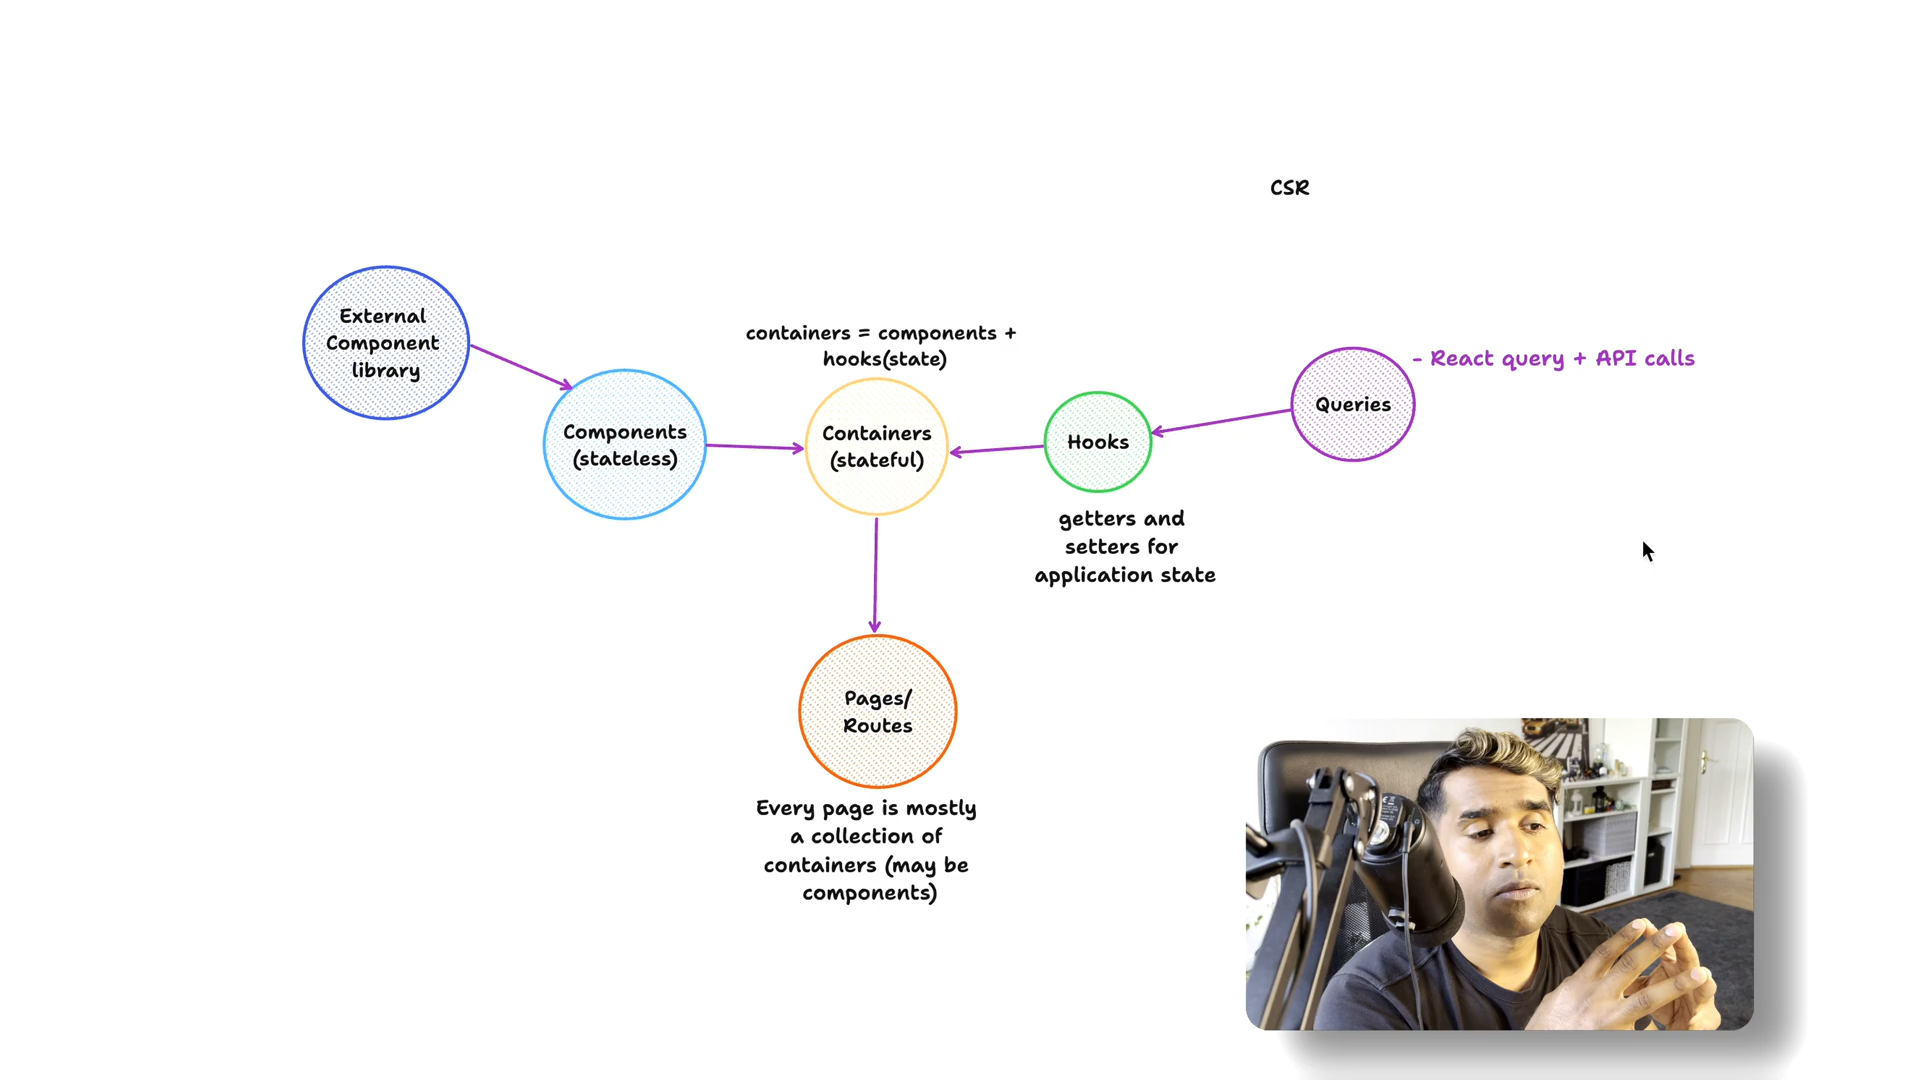 CSR
External
Component
library
containers = components +
hooks(state)
- React query + API calls
Components
(stateless)
Containers
(stateful)
Hooks
Queries
getters and
setters for
application state
Pages/
Routes
Every page is mostly
a collection of
containers (may be
components)